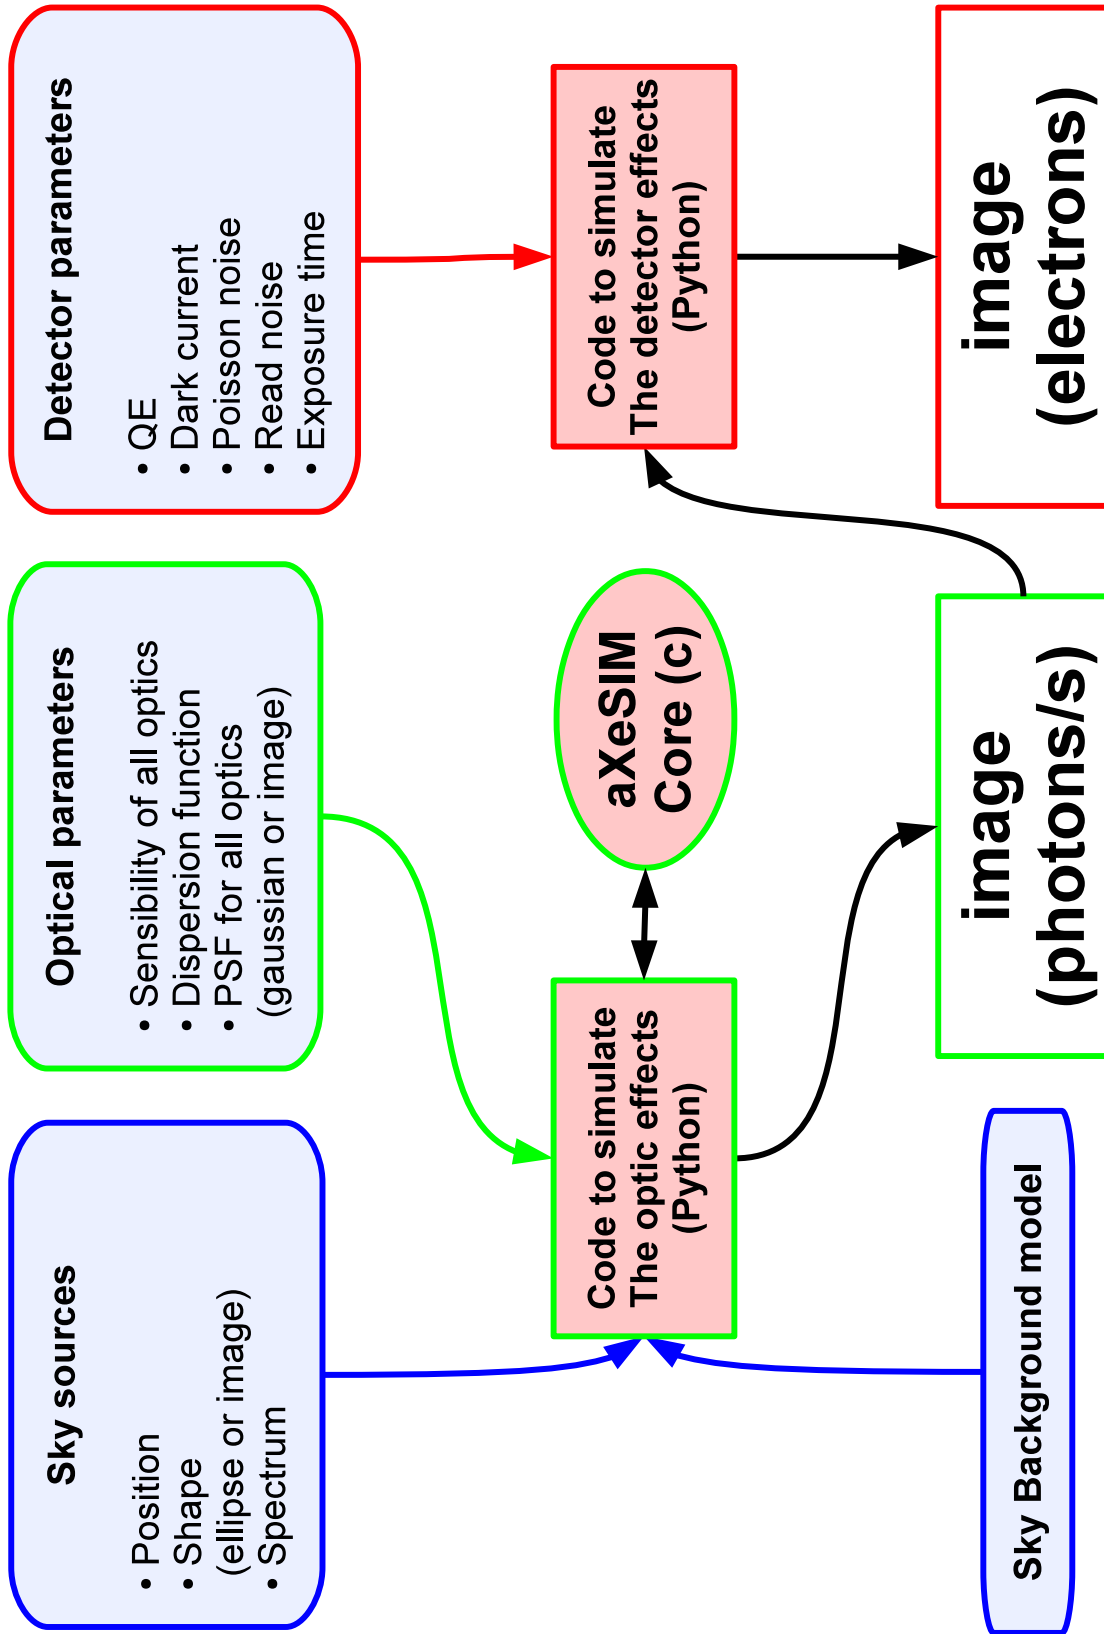 Sky sources
• Position
• Shape
(ellipse or image)
• Spectrum
Optical parameters
• Sensibility of all optics
• Dispersion function
• PSF for all optics
(gaussian or image)
Detector parameters
• QE
• Dark current
• Poisson noise
• Read noise
• Exposure time
Code to simulate
The optic effects
(Python)
aXeSIM
Core (c)
Code to simulate
The detector effects
(Python)
Sky Background model
image
(photons/s)
image
(electrons)